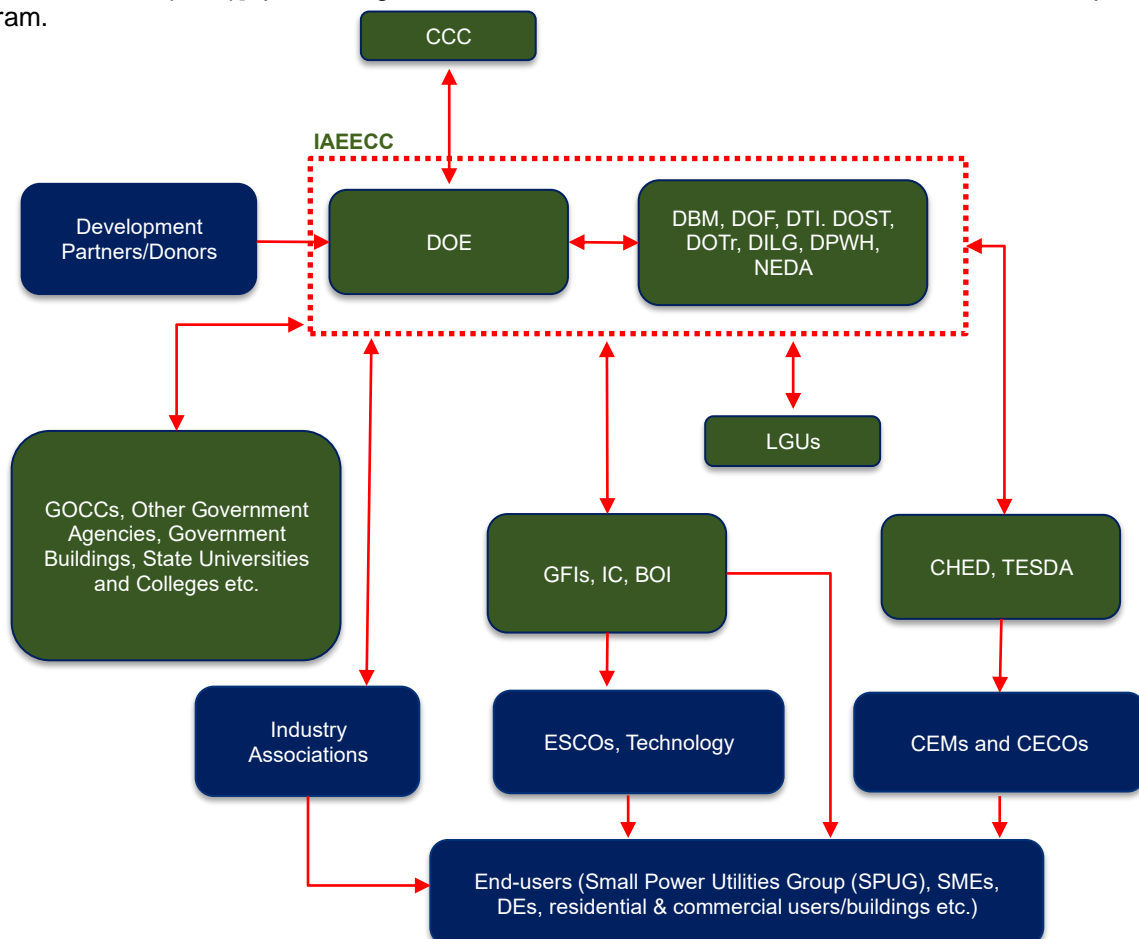 ram.
CCC
IAEECC
Development
Partners/Donors
DOE
DBM, DOF, DTI. DOST,
DOTr, DILG, DPWH,
NEDA
LGUs
GOCCs, Other Government
Agencies, Government
Buildings, State Universities
and Colleges etc.
GFIs, IC, BOI
CHED, TESDA
Industry
Associations
ESCOs, Technology
CEMs and CECOs
End-users (Small Power Utilities Group (SPUG), SMEs,
DEs, residential & commercial users/buildings etc.)